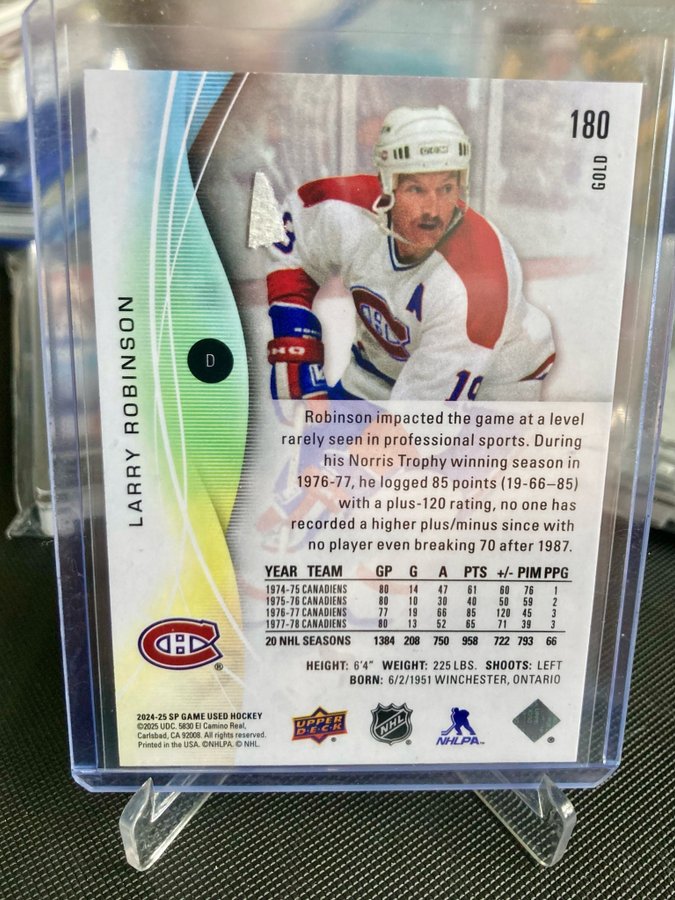 180
GOLD
A
19
D
LARRY ROBINSON
Robinson impacted the game at a level
rarely seen in professional sports. During
his Norris Trophy winning season in
1976-77, he logged 85 points (19-66—85)
with a plus-120 rating, no one has
recorded a higher plus/minus since with
no player even breaking 70 after 1987.
YEAR TEAM GP G A PTS +/- PIM PPG
1974-75 CANADIENS 80 14 47 61 60 76 1
1975-76 CANADIENS 80 10 30 40 50 59 2
1976-77 CANADIENS 77 19 66 85 120 45 3
1977-78 CANADIENS 80 13 52 65 71 39 3
20 NHL SEASONS 1384 208 750 958 722 793 66
HEIGHT: 6'4" WEIGHT: 225 LBS. SHOOTS: LEFT
BORN: 6/2/1951 WINCHESTER, ONTARIO
2024-25 SP GAME USED HOCKEY
©2025 UDC. 5830 El Camino Real,
Carlsbad, CA 92008. All rights reserved.
Printed in the USA. ©NHLPA. © NHL.
UPPER DECK
NHL
NHLPA